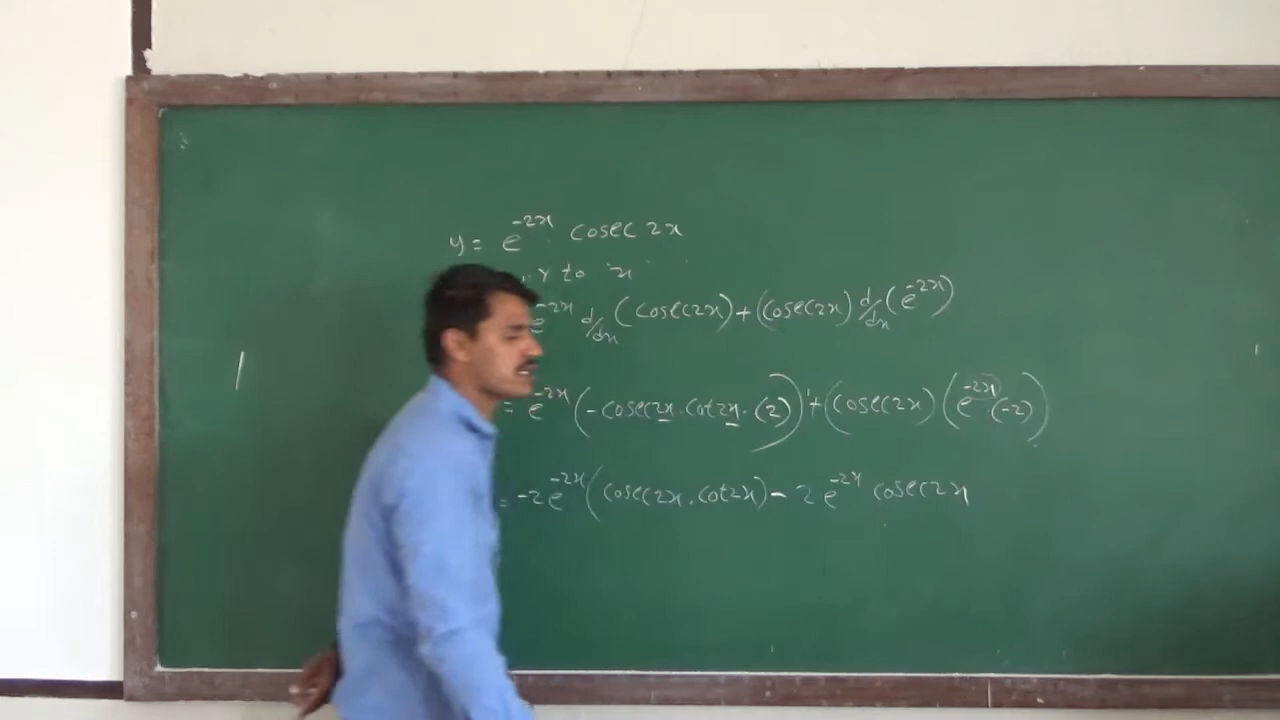 y = e^{-2x} cosec 2x
r to x
e^{-2x} d/dx (cosec2x) + (cosec2x) d/dx (e^{-2x})
= e^{-2x} (-cosec2x . cot2x . (2)) + (cosec2x) (e^{-2x} (-2))
= -2e^{-2x} (cosec2x . cot2x) - 2 e^{-2x} cosec2x